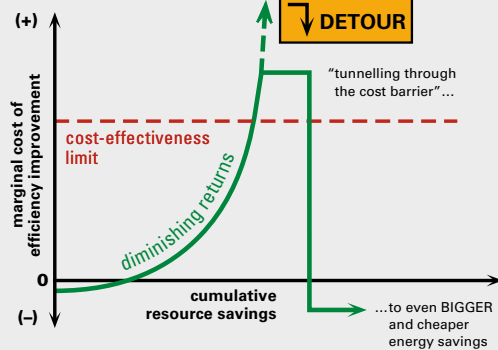 (+)
DETOUR
“tunnelling through
the cost barrier”...
cost-effectiveness
limit
marginal cost of
efficiency improvement
diminishing returns
0
cumulative
resource savings
(–)
...to even BIGGER
and cheaper
energy savings